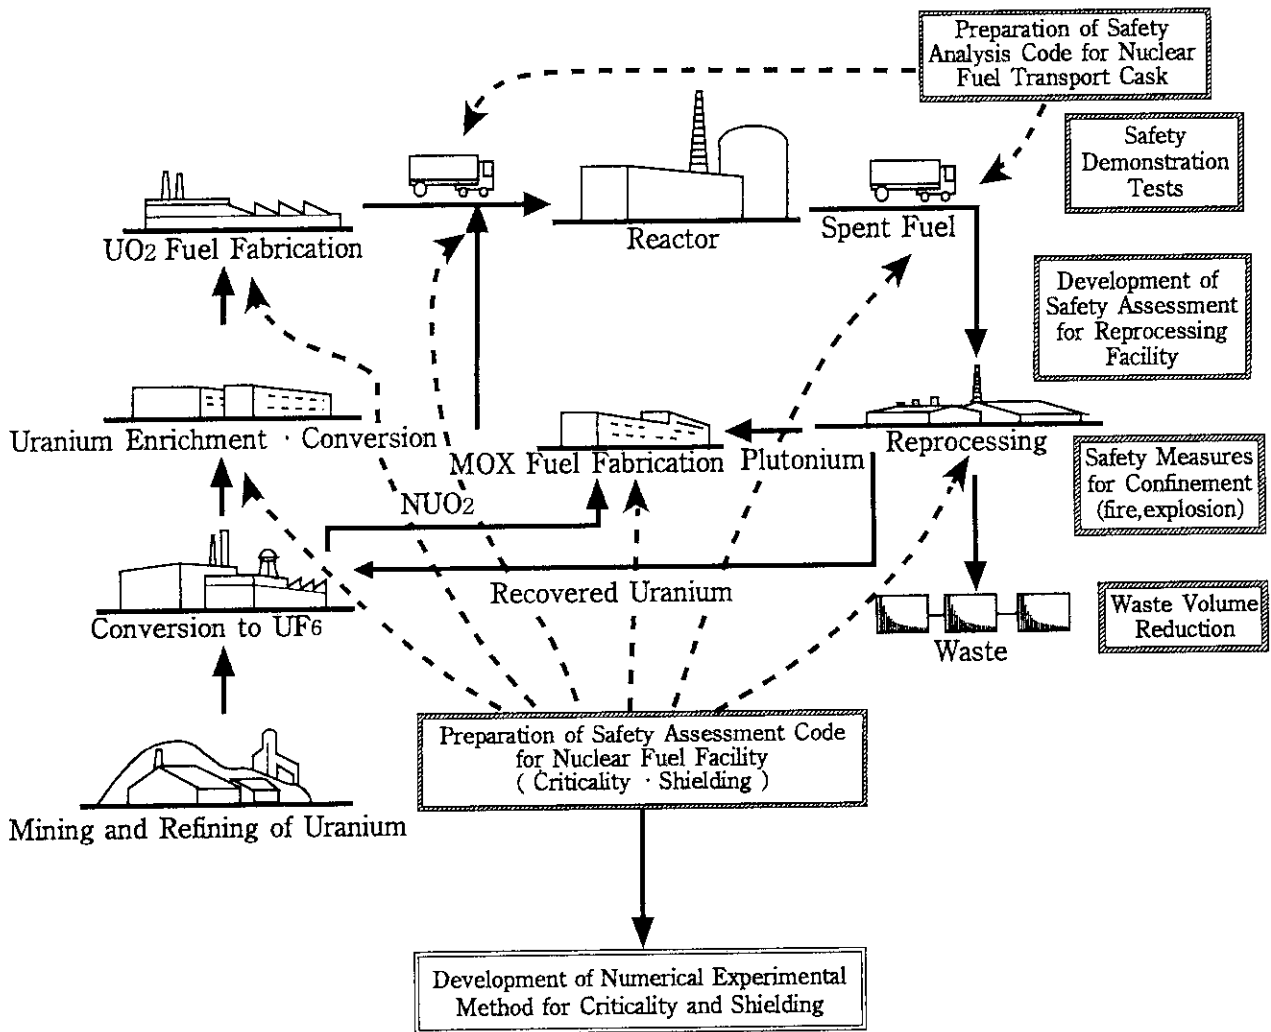 Preparation of Safety
Analysis Code for Nuclear
Fuel Transport Cask
Safety
Demonstration
Tests
UO2 Fuel Fabrication
Reactor
Spent Fuel
Development of
Safety Assessment
for Reprocessing
Facility
Uranium Enrichment · Conversion
MOX Fuel Fabrication
Plutonium
Reprocessing
Safety Measures
for Confinement
(fire,explosion)
NUO2
Recovered Uranium
Conversion to UF6
Waste
Waste Volume
Reduction
Preparation of Safety Assessment Code
for Nuclear Fuel Facility
( Criticality · Shielding )
Mining and Refining of Uranium
Development of Numerical Experimental
Method for Criticality and Shielding